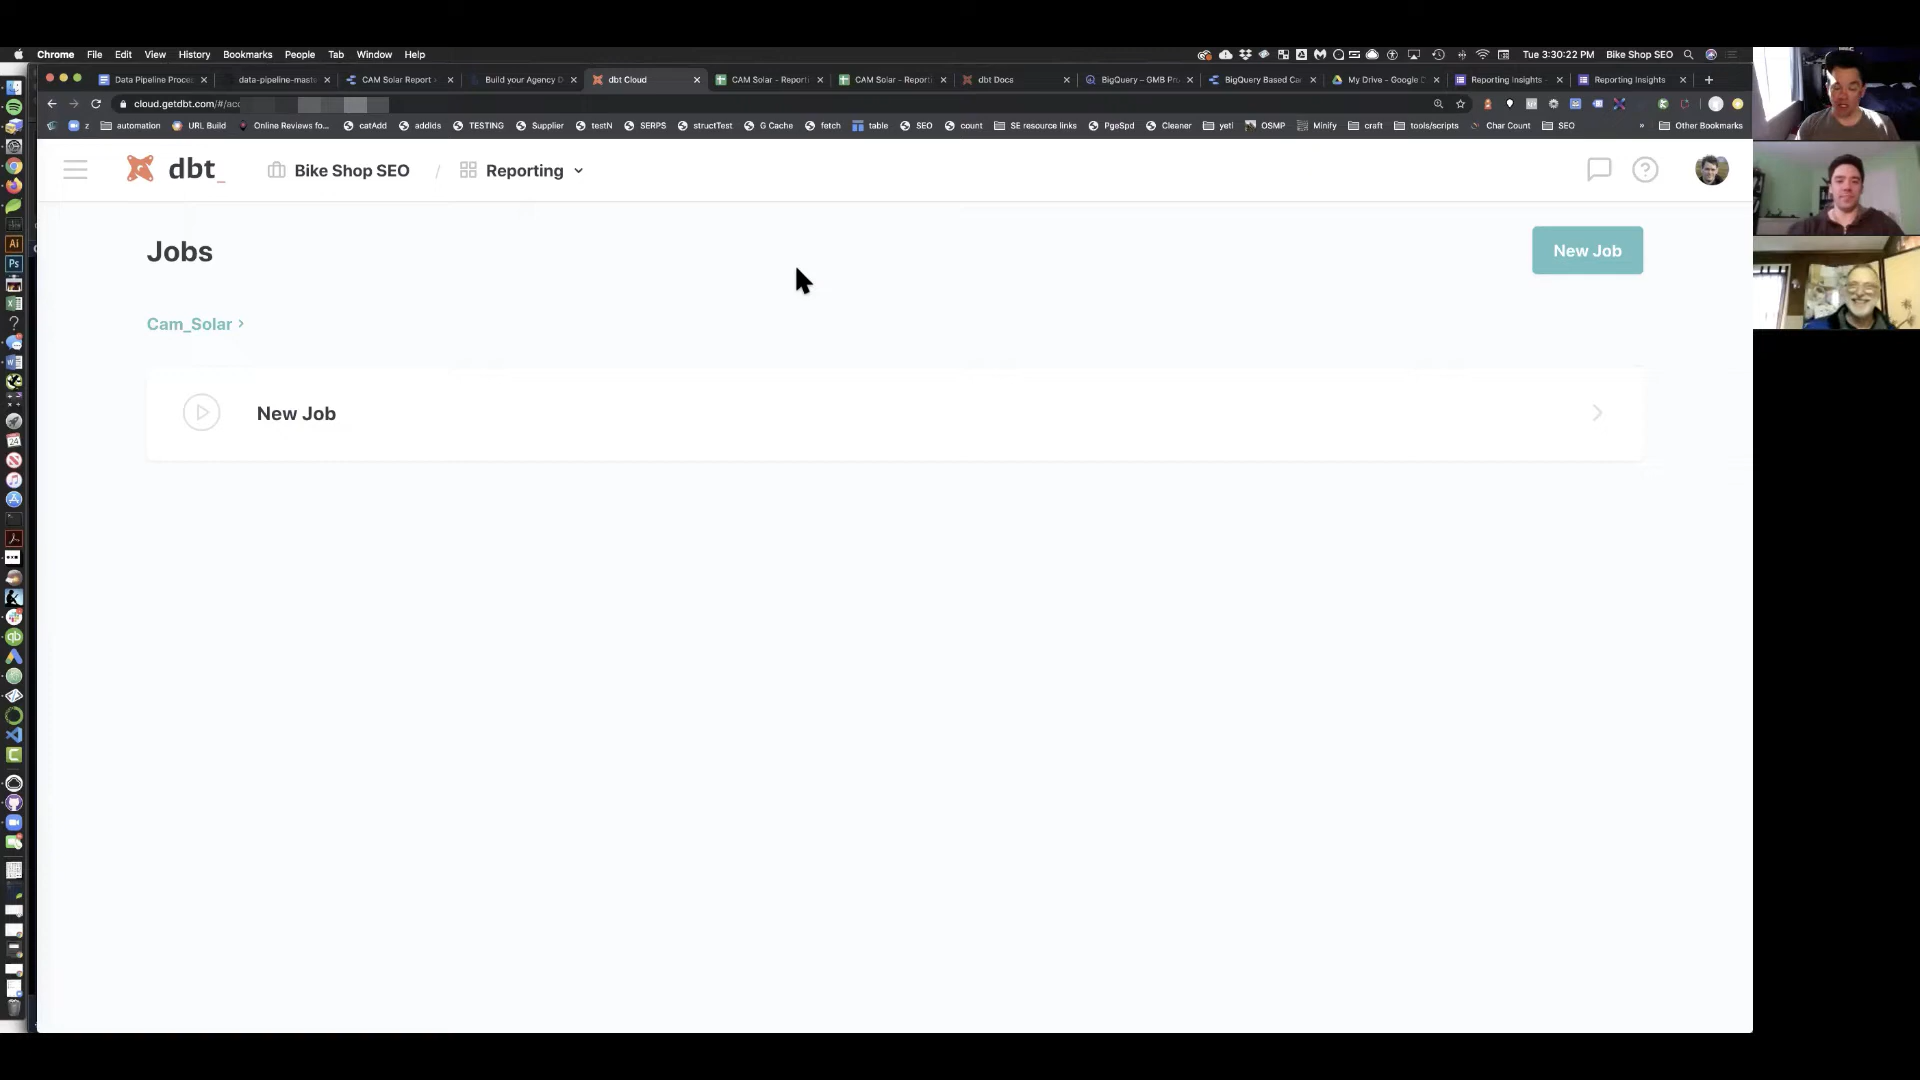 Chrome File Edit View History Bookmarks People Tab Window Help
Tue 3:30:22 PM Bike Shop SEO
Data Pipeline Proce
data-pipeline-mast
CAM Solar Report
Build your Agency D
dbt Cloud
CAM Solar - Reporti
CAM Solar - Reporti
dbt Docs
BigQuery – GMB Pr
BigQuery Based Ca
My Drive - Google D
Reporting Insights -
Reporting Insights
cloud.getdbt.com/#/acc
z automation URL Build Online Reviews fo... catAdd addIds TESTING Supplier testN SERPS structTest G Cache fetch table SEO count SE resource links PgeSpd Cleaner yeti OSMP Minify craft tools/scripts Char Count SEO » Other Bookmarks
dbt_ Bike Shop SEO / Reporting
Jobs
New Job
Cam_Solar >
New Job